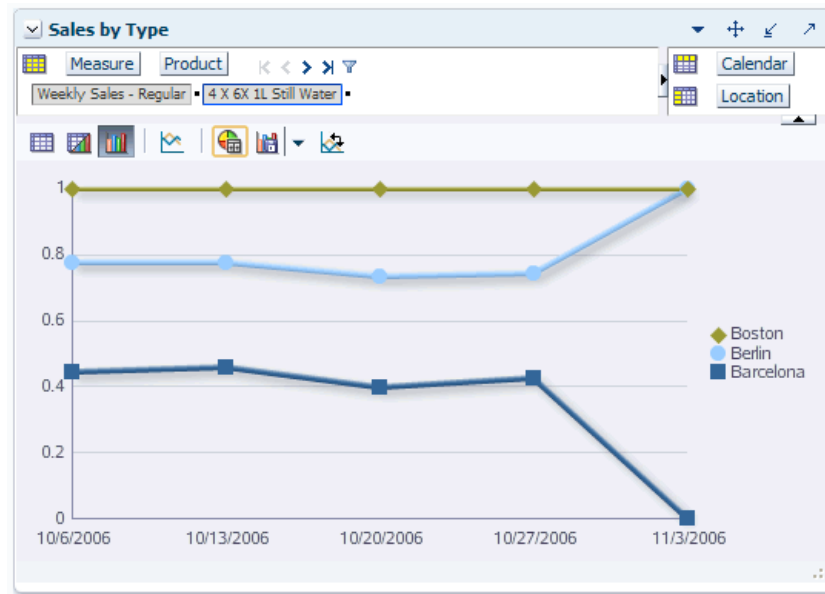 Sales by Type
Measure Product
Calendar
Weekly Sales - Regular 4 X 6X 1L Still Water
Location
1
0.8
0.6
0.4
0.2
0
Boston
Berlin
Barcelona
10/6/2006 10/13/2006 10/20/2006 10/27/2006 11/3/2006